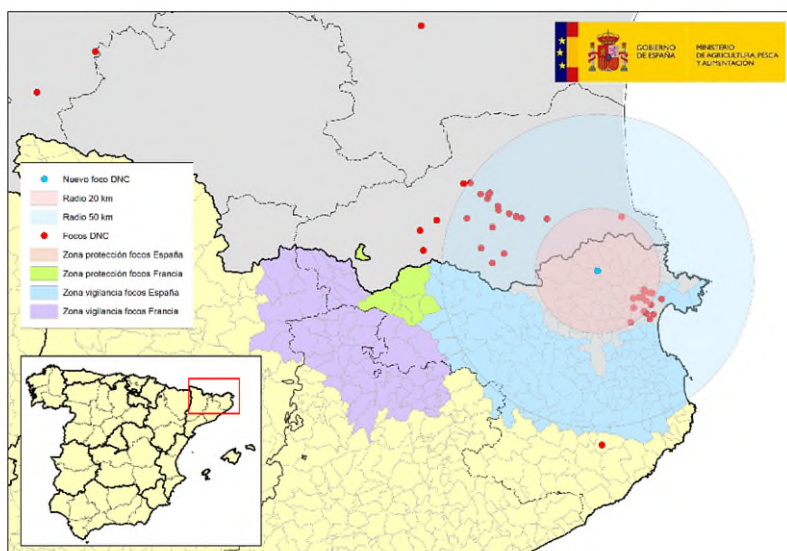 GOBIERNO
DE ESPAÑA
MINISTERIO
DE AGRICULTURA, PESCA
Y ALIMENTACIÓN
Nuevo foco DNC
Radio 20 km
Radio 50 km
Focos DNC
Zona protección focos España
Zona protección focos Francia
Zona vigilancia focos España
Zona vigilancia focos Francia